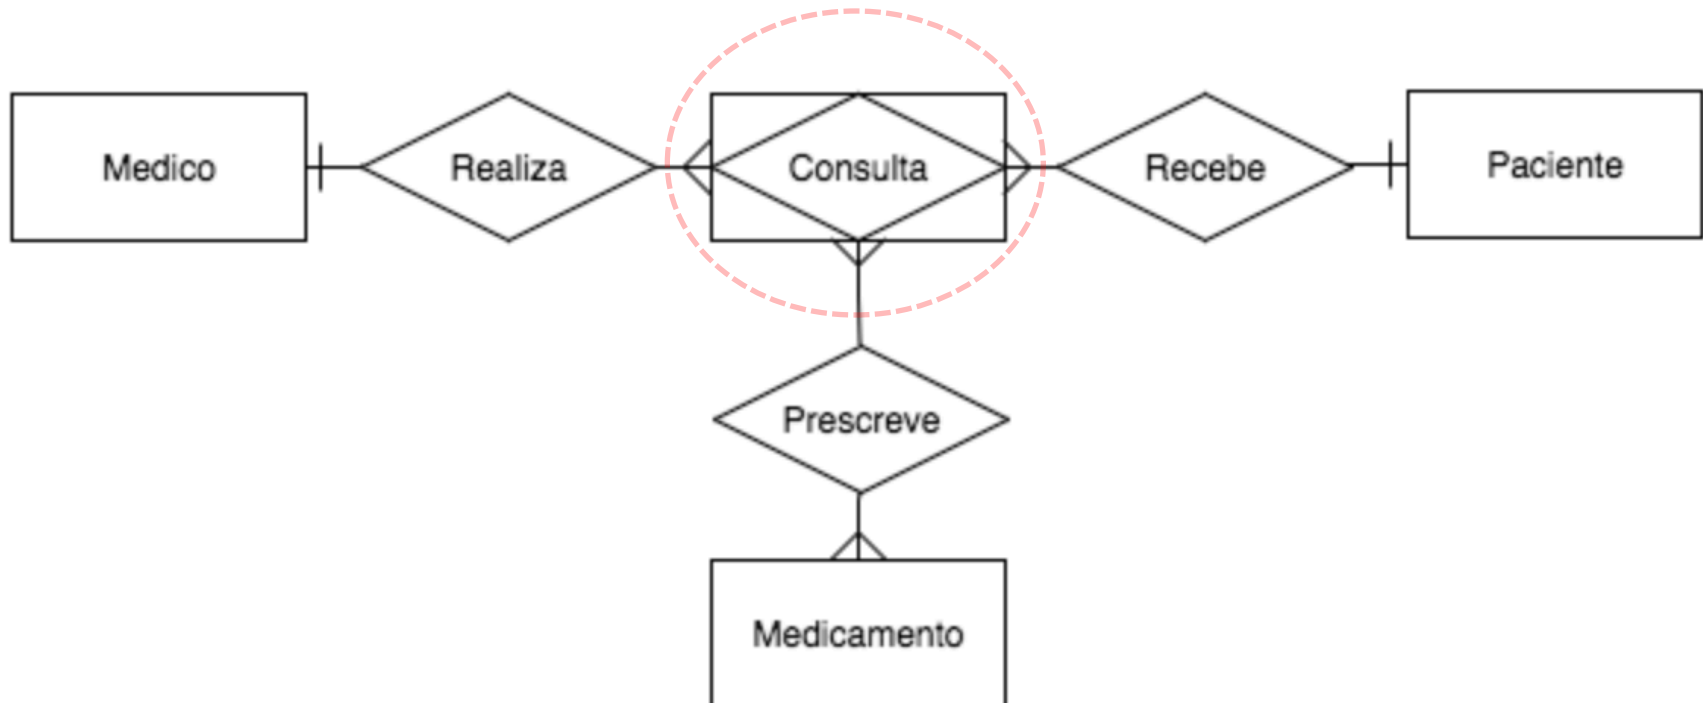 Medico
Realiza
Consulta
Recebe
Paciente
Prescreve
Medicamento